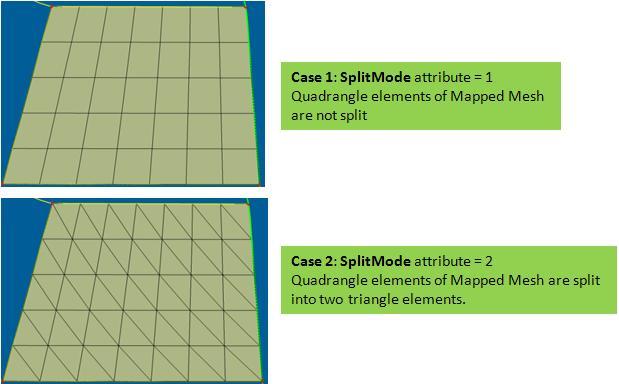 Case 1: SplitMode attribute = 1
Quadrangle elements of Mapped Mesh
are not split
Case 2: SplitMode attribute = 2
Quadrangle elements of Mapped Mesh are split
into two triangle elements.